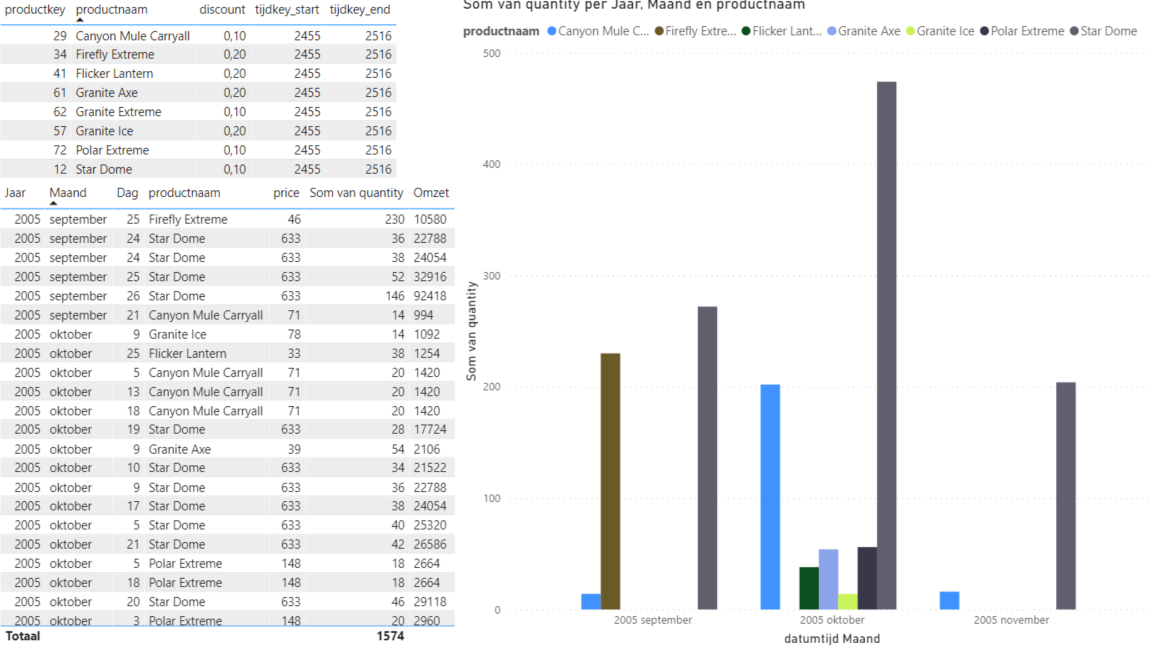 productkey productnaam discount tijdkey_start tijdkey_end
29 Canyon Mule Carryall 0,10 2455 2516
34 Firefly Extreme 0,20 2455 2516
41 Flicker Lantern 0,20 2455 2516
61 Granite Axe 0,20 2455 2516
62 Granite Extreme 0,10 2455 2516
57 Granite Ice 0,20 2455 2516
72 Polar Extreme 0,10 2455 2516
12 Star Dome 0,10 2455 2516
Jaar Maand Dag productnaam price Som van quantity Omzet
2005 september 25 Firefly Extreme 46 230 10580
2005 september 24 Star Dome 633 36 22788
2005 september 24 Star Dome 633 38 24054
2005 september 25 Star Dome 633 52 32916
2005 september 26 Star Dome 633 146 92418
2005 september 21 Canyon Mule Carryall 71 14 994
2005 oktober 9 Granite Ice 78 14 1092
2005 oktober 25 Flicker Lantern 33 38 1254
2005 oktober 5 Canyon Mule Carryall 71 20 1420
2005 oktober 13 Canyon Mule Carryall 71 20 1420
2005 oktober 18 Canyon Mule Carryall 71 20 1420
2005 oktober 19 Star Dome 633 28 17724
2005 oktober 9 Granite Axe 39 54 2106
2005 oktober 10 Star Dome 633 34 21522
2005 oktober 9 Star Dome 633 36 22788
2005 oktober 17 Star Dome 633 38 24054
2005 oktober 5 Star Dome 633 40 25320
2005 oktober 21 Star Dome 633 42 26586
2005 oktober 5 Polar Extreme 148 18 2664
2005 oktober 18 Polar Extreme 148 18 2664
2005 oktober 20 Star Dome 633 46 29118
2005 oktober 3 Polar Extreme 148 20 2960
Totaal 1574
Som van quantity per Jaar, Maand en productnaam
productnaam Canyon Mule C... Firefly Extre... Flicker Lant... Granite Axe Granite Ice Polar Extreme Star Dome
500
400
300
200
100
0
Som van quantity
2005 september 2005 oktober 2005 november
datumtijd Maand